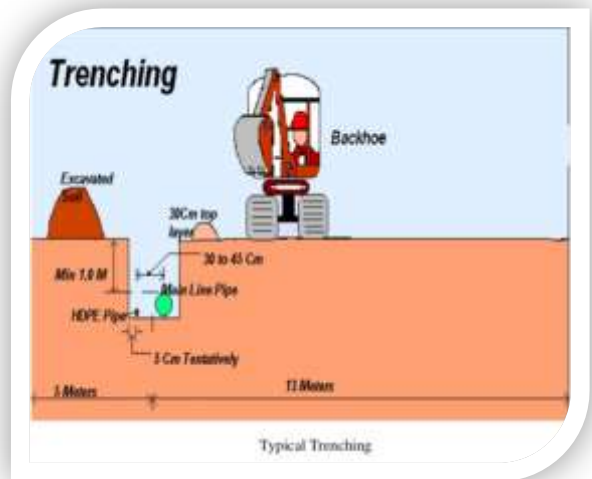 Trenching
Backhoe
Excavated
Soil
30Cm top
layer
30 to 45 Cm
Min 1.0 M
Main Line Pipe
HDPE Pipe
5 Cm Tentatively
5 Meters
13 Meters
Typical Trenching